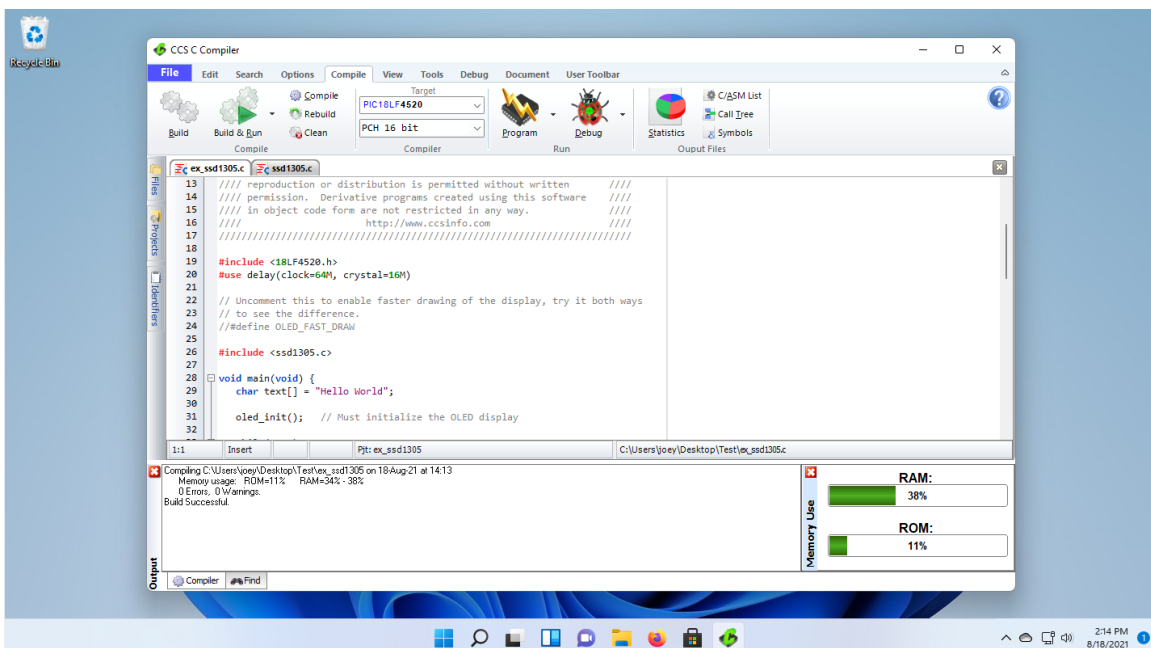 Recycle Bin
CCS C Compiler
File Edit Search Options Compile View Tools Debug Document User Toolbar
Build
Build & Run
Compile
Rebuild
Clean
Compile
Target
PIC18LF4520
PCH 16 bit
Compiler
Program
Debug
Run
Statistics
C/ASM List
Call Tree
Symbols
Ouput Files
Files
Projects
Identifiers
ex_ssd1305.c ssd1305.c
13 //// reproduction or distribution is permitted without written ////
14 //// permission. Derivative programs created using this software ////
15 //// in object code form are not restricted in any way. ////
16 //// http://www.ccsinfo.com ////
17 /////////////////////////////////////////////////////////////////////////
18
19 #include <18LF4520.h>
20 #use delay(clock=64M, crystal=16M)
21
22 // Uncomment this to enable faster drawing of the display, try it both ways
23 // to see the difference.
24 //#define OLED_FAST_DRAW
25
26 #include <ssd1305.c>
27
28 void main(void) {
29 char text[] = "Hello World";
30
31 oled_init(); // Must initialize the OLED display
32
1:1 Insert Pjt: ex_ssd1305 C:\Users\joey\Desktop\Test\ex_ssd1305.c
Compiling C:\Users\joey\Desktop\Test\ex_ssd1305 on 18-Aug-21 at 14:13
Memory usage: ROM=11% RAM=34% - 38%
0 Errors, 0 Warnings.
Build Successful.
Output
Compiler Find
Memory Use
RAM:
38%
ROM:
11%
2:14 PM
8/18/2021
1